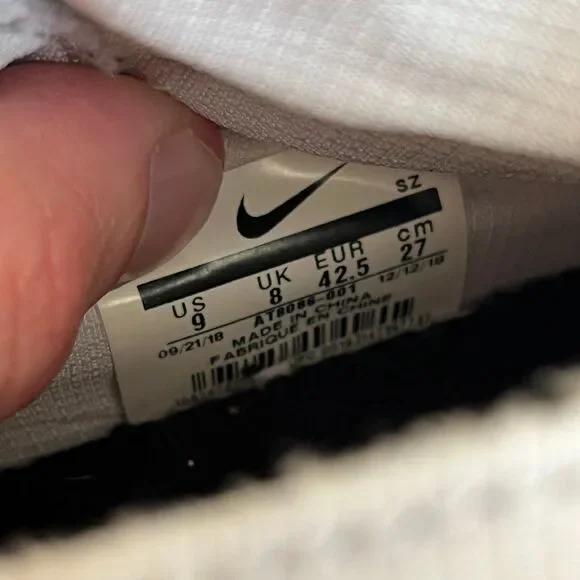 SZ
US UK EUR cm
9 8 42.5 27
09/21/18 AT8086-001 12/12/18
MADE IN CHINA
FABRIQUE EN CHINE